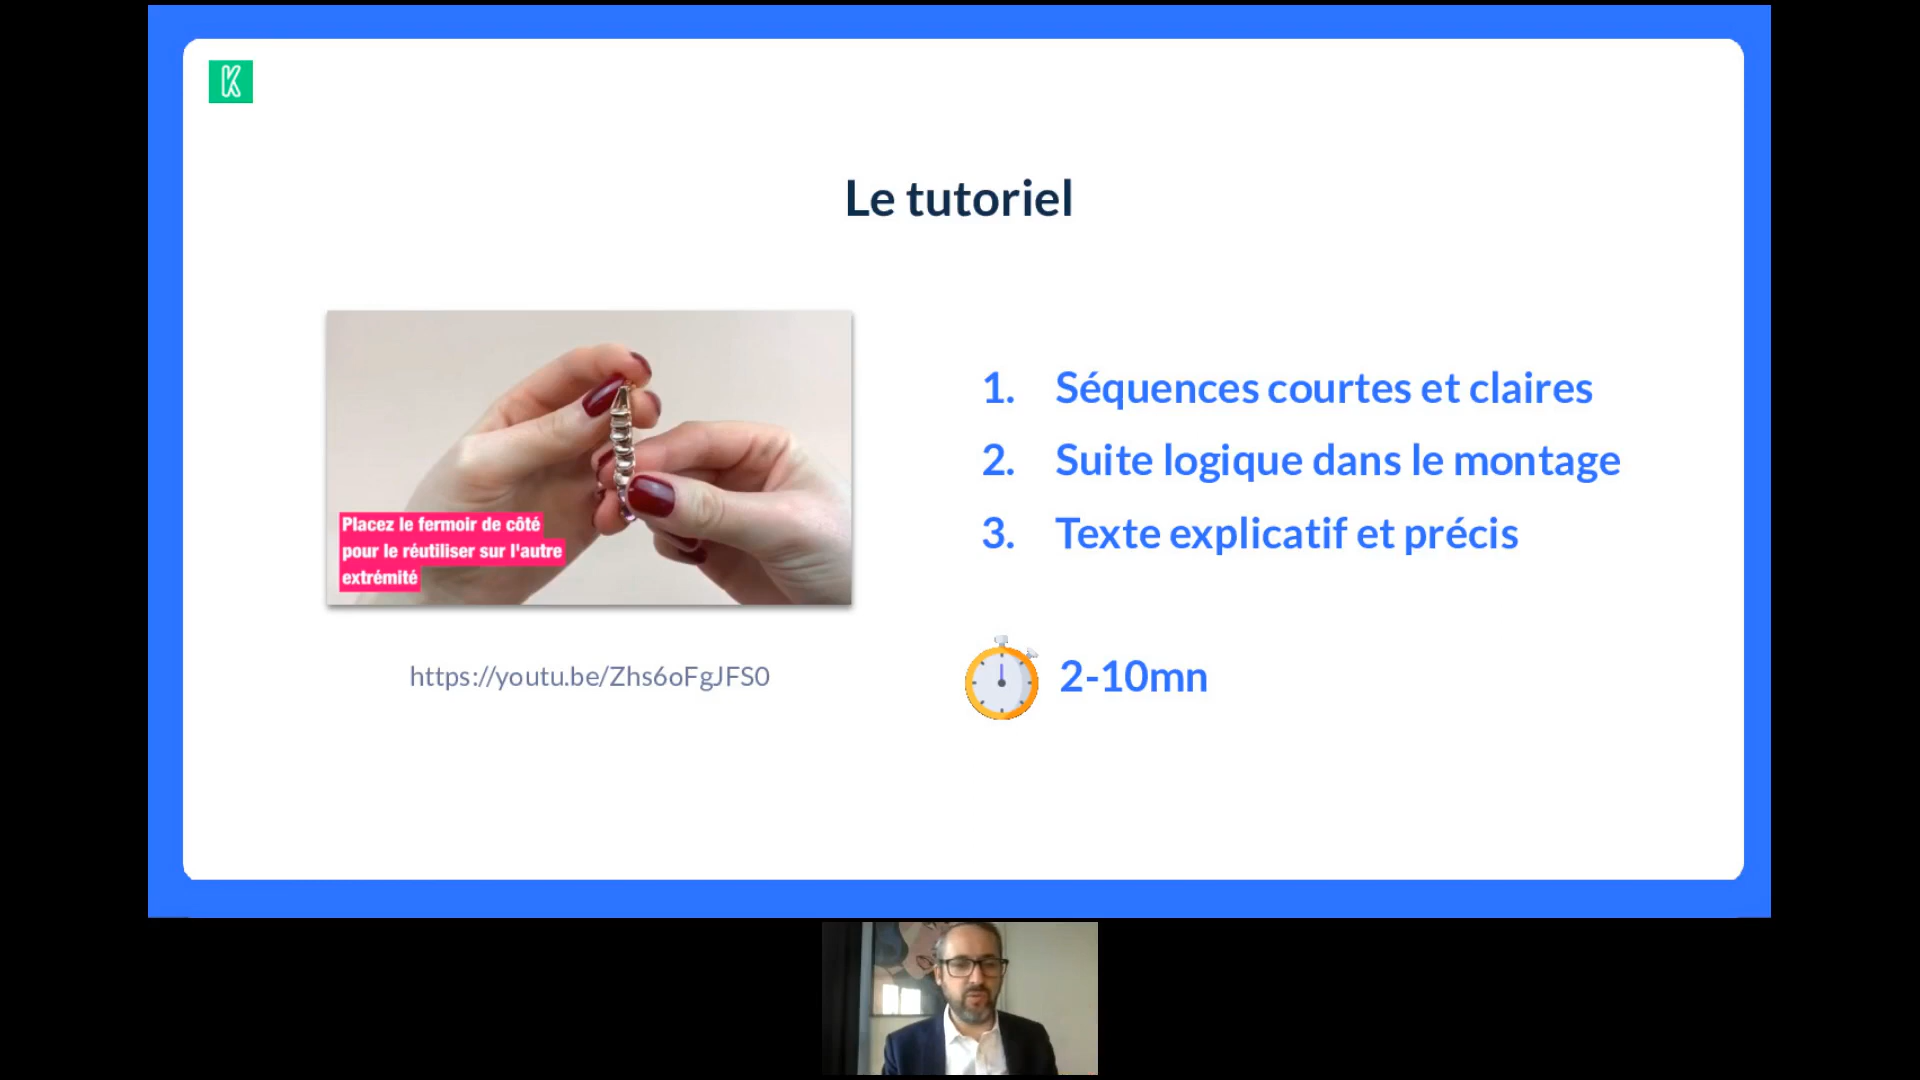 K
Le tutoriel
Placez le fermoir de côté
pour le réutiliser sur l'autre
extrémité
https://youtu.be/Zhs6oFgJFS0
1. Séquences courtes et claires
2. Suite logique dans le montage
3. Texte explicatif et précis
2-10mn